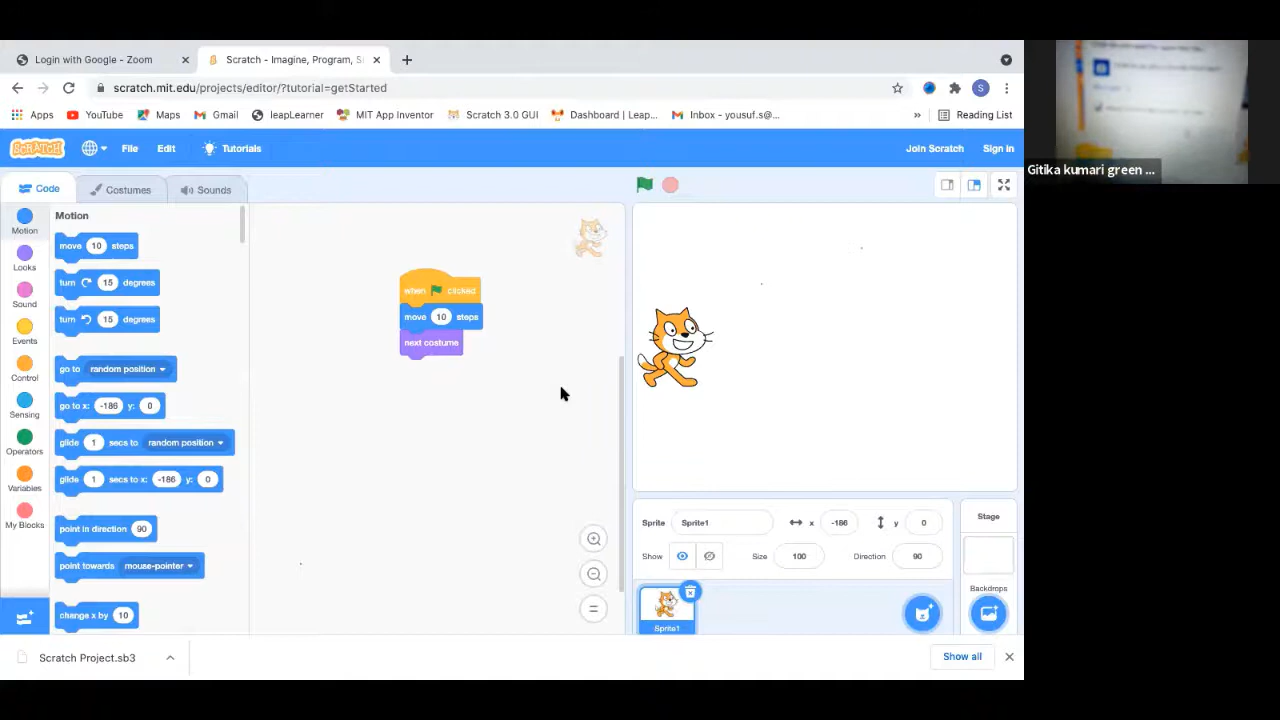 Login with Google - Zoom
Scratch - Imagine, Program, S
scratch.mit.edu/projects/editor/?tutorial=getStarted
Apps YouTube Maps Gmail leapLearner MIT App Inventor Scratch 3.0 GUI Dashboard | Leap... Inbox - yousuf.s@... » Reading List
SCRATCH File Edit Tutorials Join Scratch Sign in
Code Costumes Sounds
Motion
Looks
Sound
Events
Control
Sensing
Operators
Variables
My Blocks
Motion
move 10 steps
turn 15 degrees
turn 15 degrees
go to random position
go to x: -186 y: 0
glide 1 secs to random position
glide 1 secs to x: -186 y: 0
point in direction 90
point towards mouse-pointer
change x by 10
when clicked
move 10 steps
next costume
Sprite Sprite1 x -186 y 0
Show Size 100 Direction 90
Sprite1
Stage
Backdrops
Scratch Project.sb3
Show all
Gitika kumari green ...